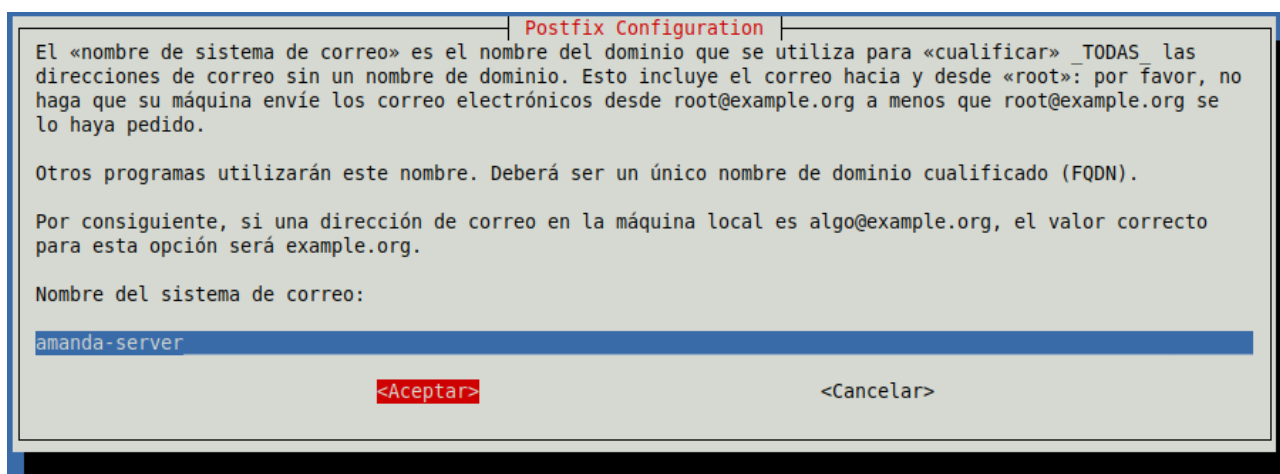 Postfix Configuration
El «nombre de sistema de correo» es el nombre del dominio que se utiliza para «cualificar» _TODAS_ las
direcciones de correo sin un nombre de dominio. Esto incluye el correo hacia y desde «root»: por favor, no
haga que su máquina envíe los correo electrónicos desde root@example.org a menos que root@example.org se
lo haya pedido.
Otros programas utilizarán este nombre. Deberá ser un único nombre de dominio cualificado (FQDN).
Por consiguiente, si una dirección de correo en la máquina local es algo@example.org, el valor correcto
para esta opción será example.org.
Nombre del sistema de correo:
amanda-server
<Aceptar> <Cancelar>